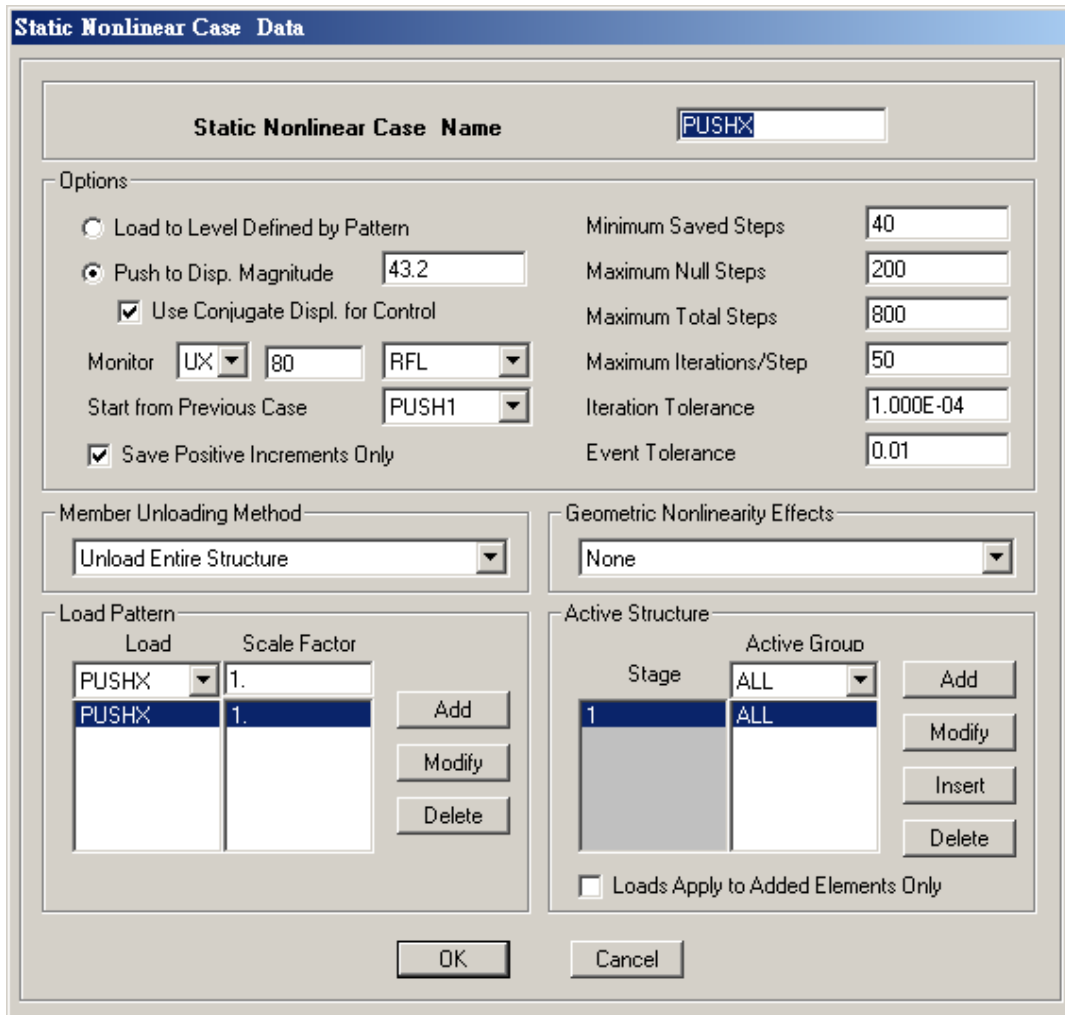 Static Nonlinear Case Data
Static Nonlinear Case Name PUSHX
Options
Load to Level Defined by Pattern
Push to Disp. Magnitude 43.2
Use Conjugate Displ. for Control
Monitor UX 80 RFL
Start from Previous Case PUSH1
Save Positive Increments Only
Minimum Saved Steps 40
Maximum Null Steps 200
Maximum Total Steps 800
Maximum Iterations/Step 50
Iteration Tolerance 1.000E-04
Event Tolerance 0.01
Member Unloading Method
Unload Entire Structure
Geometric Nonlinearity Effects
None
Load Pattern
Load Scale Factor
PUSHX 1.
PUSHX 1.
Add
Modify
Delete
Active Structure
Active Group
Stage ALL
1 ALL
Add
Modify
Insert
Delete
Loads Apply to Added Elements Only
OK Cancel